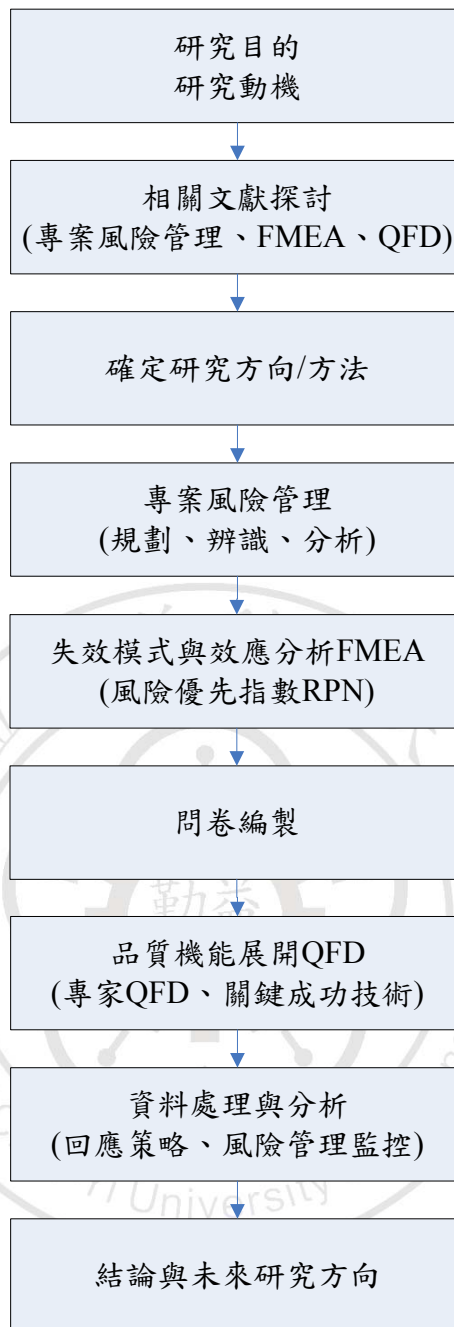 研究目的
研究動機
相關文獻探討
(專案風險管理、FMEA、QFD)
確定研究方向/方法
專案風險管理
(規劃、辨識、分析)
失效模式與效應分析FMEA
(風險優先指數RPN)
問卷編製
勤益
品質機能展開QFD
(專家QFD、關鍵成功技術)
資料處理與分析
(回應策略、風險管理監控)
University
結論與未來研究方向